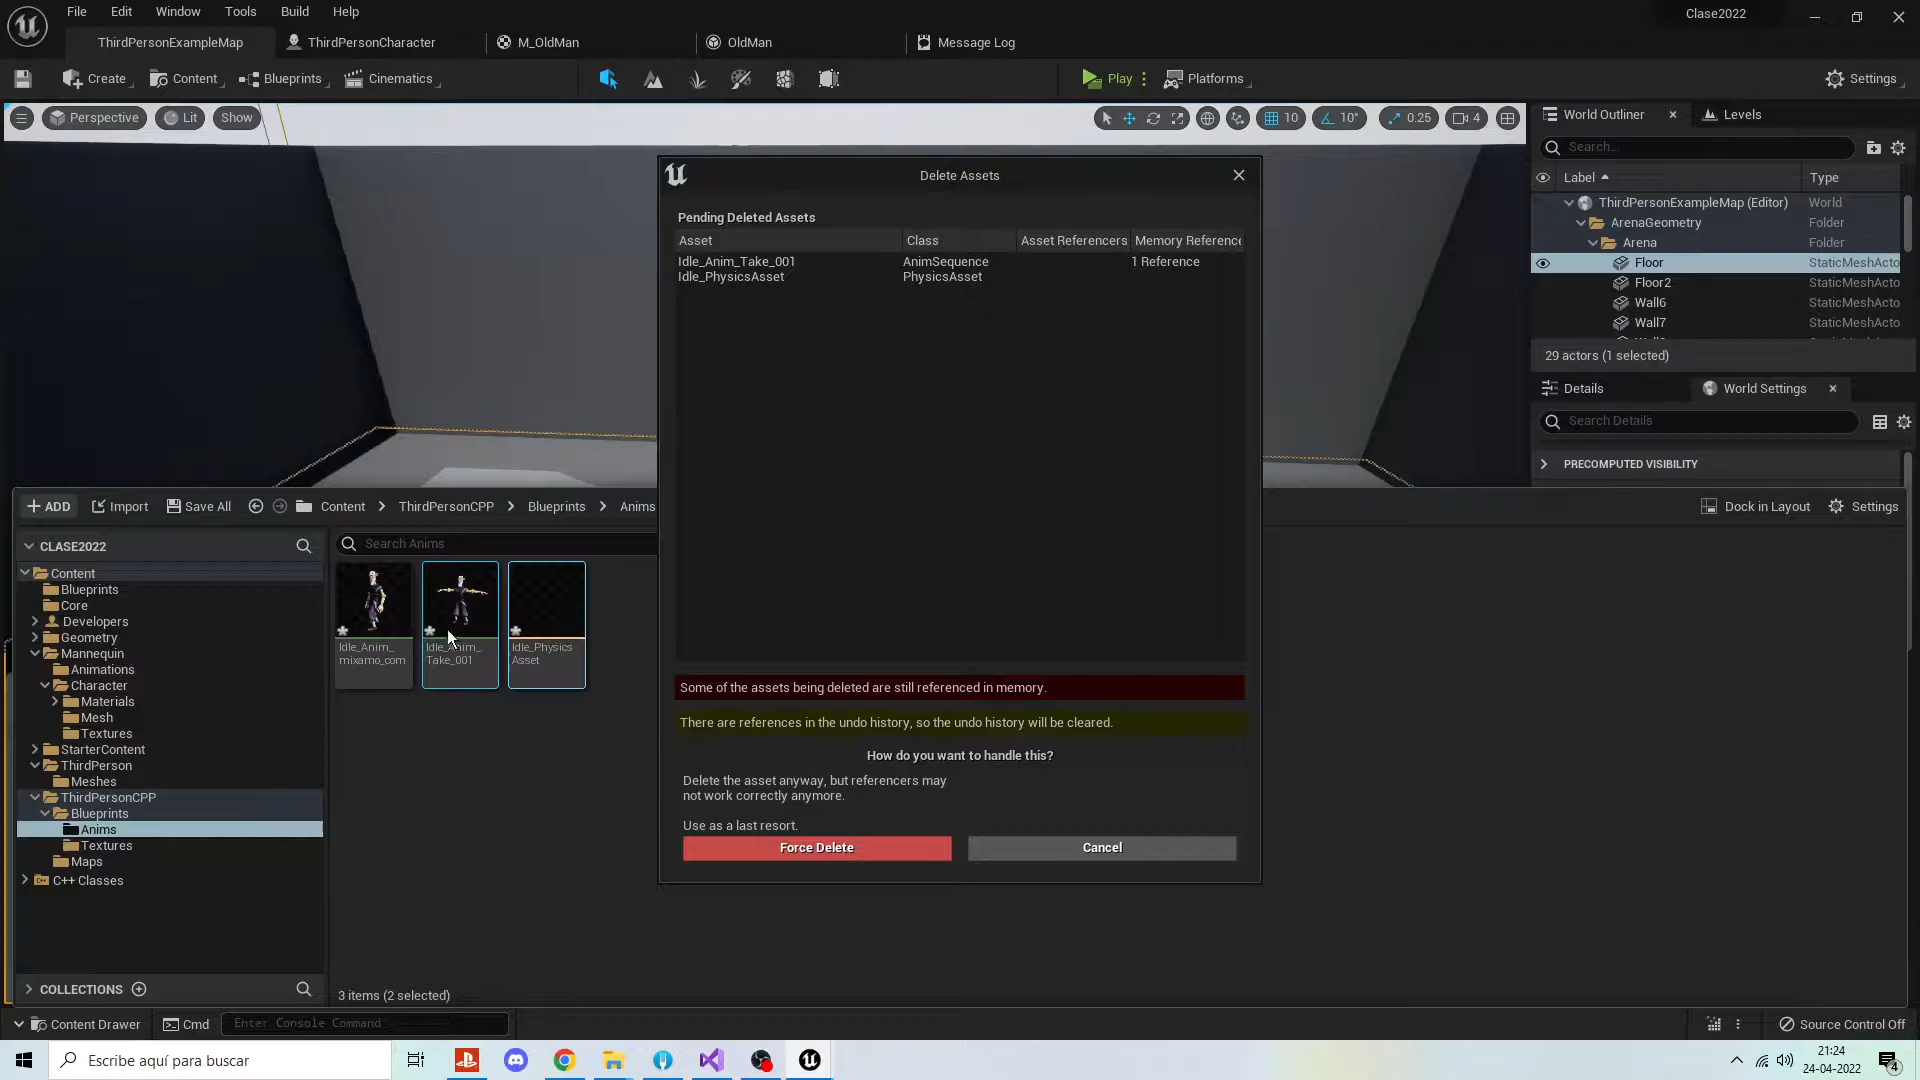 File Edit Window Tools Build Help
Clase2022
ThirdPersonExampleMap ThirdPersonCharacter M_OldMan OldMan Message Log
Create Content Blueprints Cinematics Play Platforms Settings
Perspective Lit Show 10 10° 0.25 4
World Outliner Levels
Search...
Label Type
ThirdPersonExampleMap (Editor) World
ArenaGeometry Folder
Arena Folder
Floor StaticMeshActo
Floor2 StaticMeshActo
Wall6 StaticMeshActo
Wall7 StaticMeshActo
29 actors (1 selected)
Details World Settings
Search Details
PRECOMPUTED VISIBILITY
Delete Assets
Pending Deleted Assets
Asset Class Asset Referencers Memory Reference
Idle_Anim_Take_001 AnimSequence 1 Reference
Idle_PhysicsAsset PhysicsAsset
Some of the assets being deleted are still referenced in memory.
There are references in the undo history, so the undo history will be cleared.
How do you want to handle this?
Delete the asset anyway, but referencers may
not work correctly anymore.
Use as a last resort.
Force Delete Cancel
ADD Import Save All Content ThirdPersonCPP Blueprints Anims
Dock in Layout Settings
CLASE2022
Search Anims
Content
Blueprints
Core
Developers
Geometry
Mannequin
Animations
Character
Materials
Mesh
Textures
StarterContent
ThirdPerson
Meshes
ThirdPersonCPP
Blueprints
Anims
Textures
Maps
C++ Classes
Idle_Anim_
mixamo_com
Idle_Anim_
Take_001
Idle_Physics
Asset
COLLECTIONS
3 items (2 selected)
Content Drawer Cmd Enter Console Command
Source Control Off
Escribe aquí para buscar
21:24
24-04-2022
4